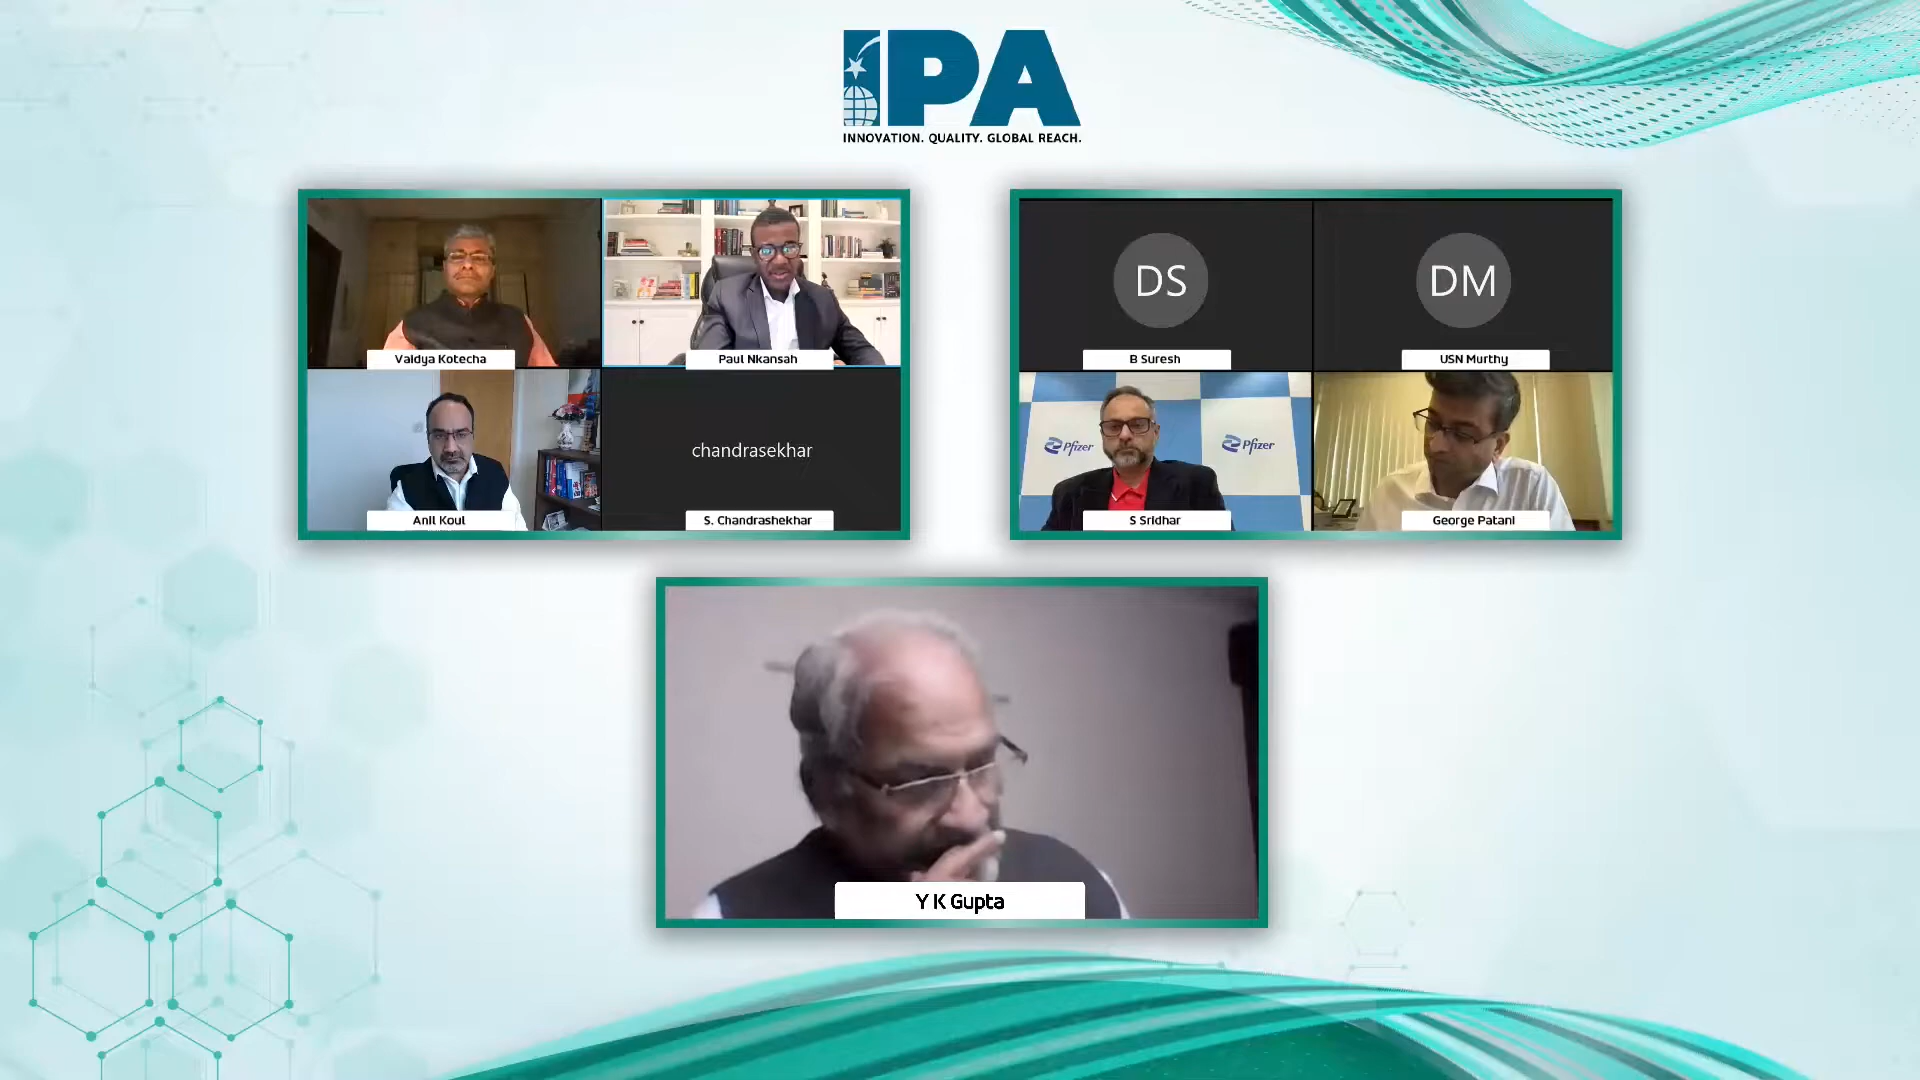 IPA
INNOVATION. QUALITY. GLOBAL REACH.
Vaidya Kotecha
Paul Nkansah
Anil Koul
chandrasekhar
S. Chandrashekhar
DS
DM
B Suresh
USN Murthy
Pfizer
Pfizer
S Sridhar
George Patani
Y K Gupta